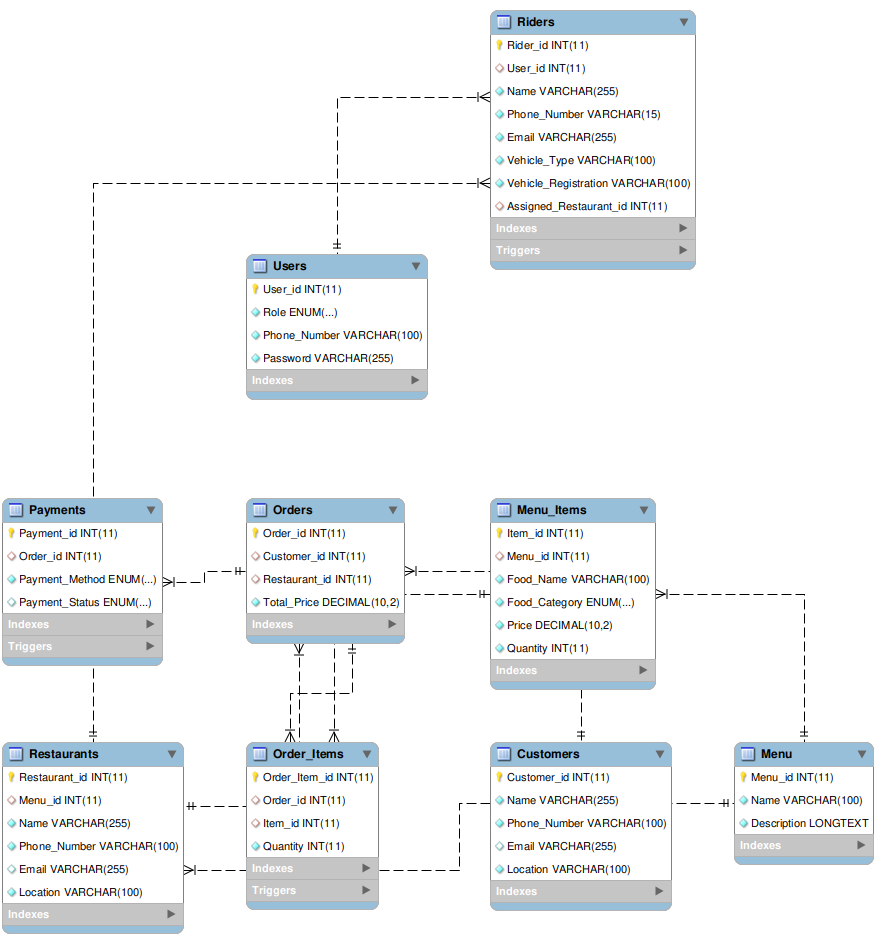 Riders
Rider_id INT(11)
User_id INT(11)
Name VARCHAR(255)
Phone_Number VARCHAR(15)
Email VARCHAR(255)
Vehicle_Type VARCHAR(100)
Vehicle_Registration VARCHAR(100)
Assigned_Restaurant_id INT(11)
Indexes
Triggers
Users
User_id INT(11)
Role ENUM(...)
Phone_Number VARCHAR(100)
Password VARCHAR(255)
Indexes
Payments
Payment_id INT(11)
Order_id INT(11)
Payment_Method ENUM(...)
Payment_Status ENUM(...)
Indexes
Triggers
Orders
Order_id INT(11)
Customer_id INT(11)
Restaurant_id INT(11)
Total_Price DECIMAL(10,2)
Indexes
Menu_Items
Item_id INT(11)
Menu_id INT(11)
Food_Name VARCHAR(100)
Food_Category ENUM(...)
Price DECIMAL(10,2)
Quantity INT(11)
Indexes
Restaurants
Restaurant_id INT(11)
Menu_id INT(11)
Name VARCHAR(255)
Phone_Number VARCHAR(100)
Email VARCHAR(255)
Location VARCHAR(100)
Indexes
Order_Items
Order_Item_id INT(11)
Order_id INT(11)
Item_id INT(11)
Quantity INT(11)
Indexes
Triggers
Customers
Customer_id INT(11)
Name VARCHAR(255)
Phone_Number VARCHAR(100)
Email VARCHAR(255)
Location VARCHAR(100)
Indexes
Menu
Menu_id INT(11)
Name VARCHAR(100)
Description LONGTEXT
Indexes